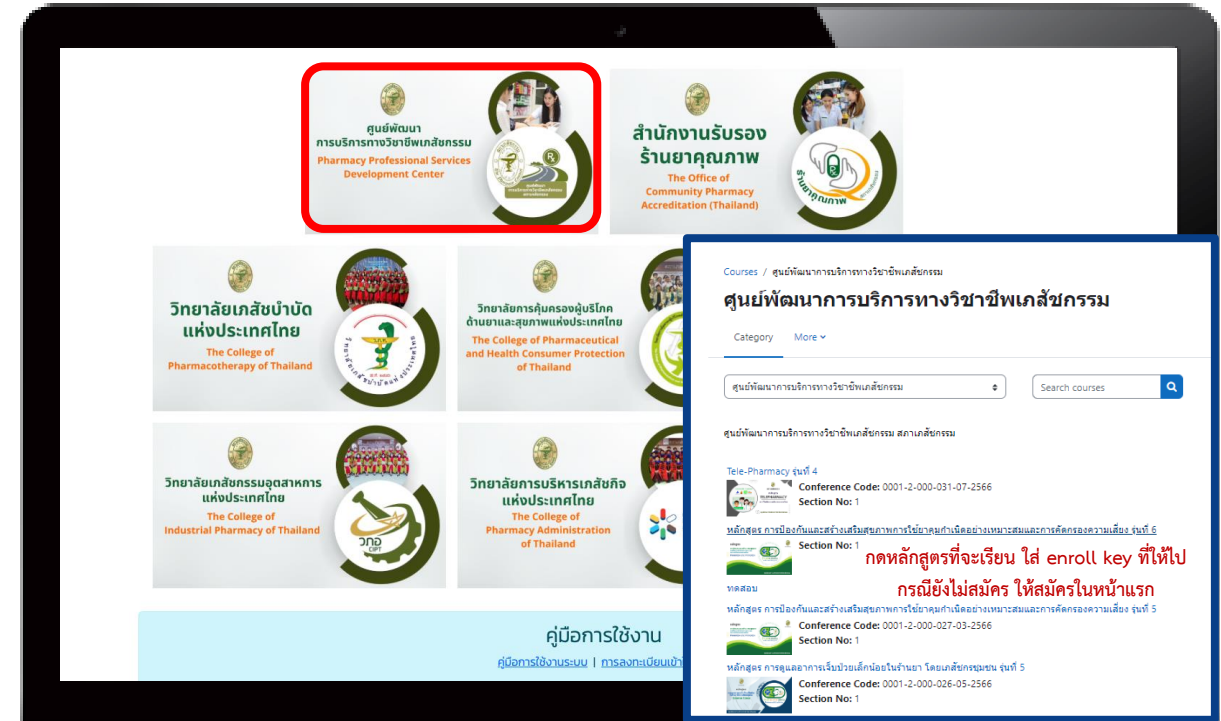 ศูนย์พัฒนา
การบริการทางวิชาชีพเภสัชกรรม
Pharmacy Professional Services
Development Center
สำนักงานรับรอง
ร้านยาคุณภาพ
The Office of
Community Pharmacy
Accreditation (Thailand)
ร้านยาคุณภาพ
วิทยาลัยเภสัชบำบัด
แห่งประเทศไทย
The College of
Pharmacotherapy of Thailand
วิทยาลัยการคุ้มครองผู้บริโภค
ด้านยาและสุขภาพแห่งประเทศไทย
The College of Pharmaceutical
and Health Consumer Protection
of Thailand
วิทยาลัยเภสัชกรรมอุตสาหการ
แห่งประเทศไทย
The College of
Industrial Pharmacy of Thailand
วภอ
CIPT
วิทยาลัยการบริหารเภสัชกิจ
แห่งประเทศไทย
The College of
Pharmacy Administration
of Thailand
คู่มือการใช้งาน
คู่มือการใช้งานระบบ | การลงทะเบียนเข้า
Courses / ศูนย์พัฒนาการบริการทางวิชาชีพเภสัชกรรม
ศูนย์พัฒนาการบริการทางวิชาชีพเภสัชกรรม
Category More
ศูนย์พัฒนาการบริการทางวิชาชีพเภสัชกรรม Search courses
ศูนย์พัฒนาการบริการทางวิชาชีพเภสัชกรรม สภาเภสัชกรรม
Tele-Pharmacy รุ่นที่ 4
Conference Code: 0001-2-000-031-07-2566
Section No: 1
หลักสูตร การป้องกันและสร้างเสริมสุขภาพการใช้ยาคุมกำเนิดอย่างเหมาะสมและการคัดกรองความเสี่ยง รุ่นที่ 6
Section No: 1
กดหลักสูตรที่จะเรียน ใส่ enroll key ที่ให้ไป
กรณียังไม่สมัคร ให้สมัครในหน้าแรก
ทดสอบ
หลักสูตร การป้องกันและสร้างเสริมสุขภาพการใช้ยาคุมกำเนิดอย่างเหมาะสมและการคัดกรองความเสี่ยง รุ่นที่ 5
Conference Code: 0001-2-000-027-03-2566
Section No: 1
หลักสูตร การดูแลอาการเจ็บป่วยเล็กน้อยในร้านยา โดยเภสัชกรชุมชน รุ่นที่ 5
Conference Code: 0001-2-000-026-05-2566
Section No: 1